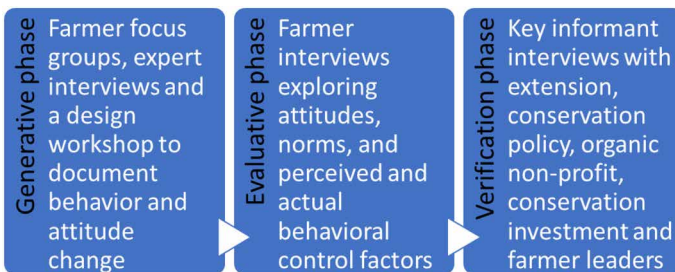 Generative phase
Farmer focus
groups, expert
interviews and
a design
workshop to
document
behavior and
attitude
change
Evaluative phase
Farmer
interviews
exploring
attitudes,
norms, and
perceived and
actual
behavioral
control factors
Verification phase
Key informant
interviews with
extension,
conservation
policy, organic
non-profit,
conservation
investment and
farmer leaders